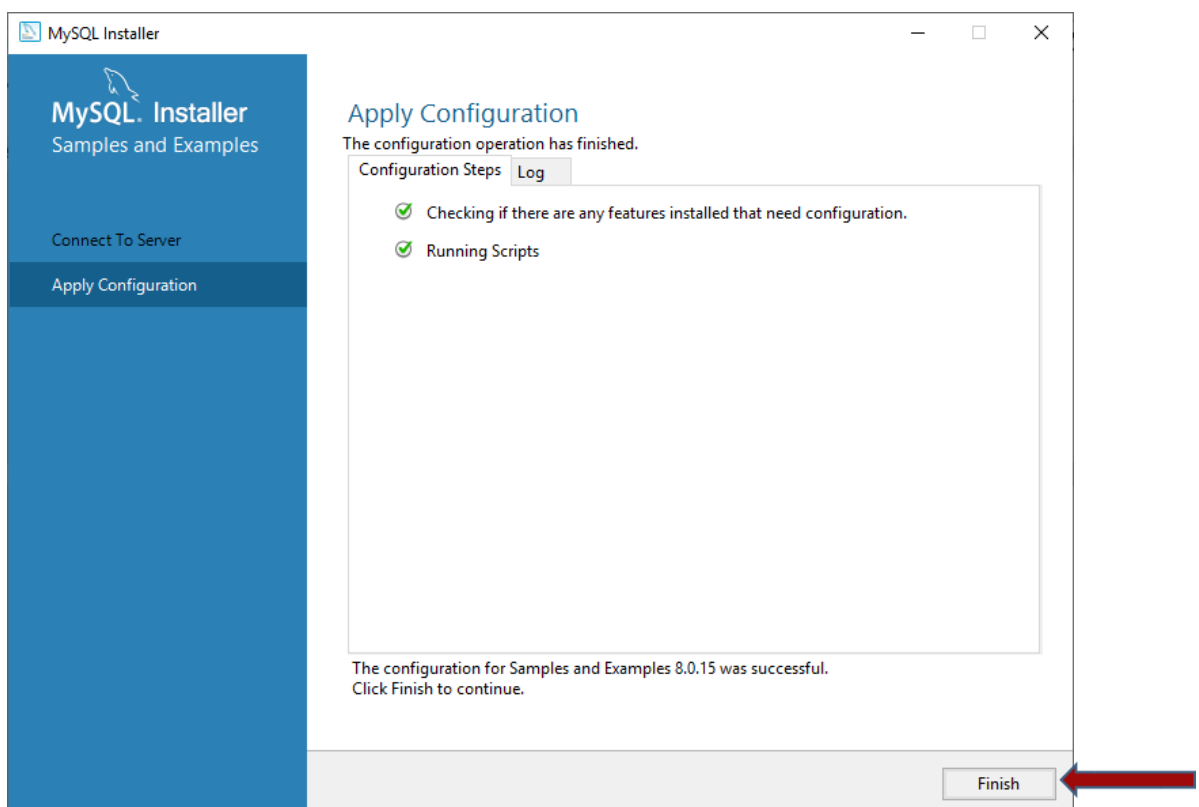 MySQL Installer
MySQL. Installer
Samples and Examples
Connect To Server
Apply Configuration
Apply Configuration
The configuration operation has finished.
Configuration Steps Log
Checking if there are any features installed that need configuration.
Running Scripts
The configuration for Samples and Examples 8.0.15 was successful.
Click Finish to continue.
Finish